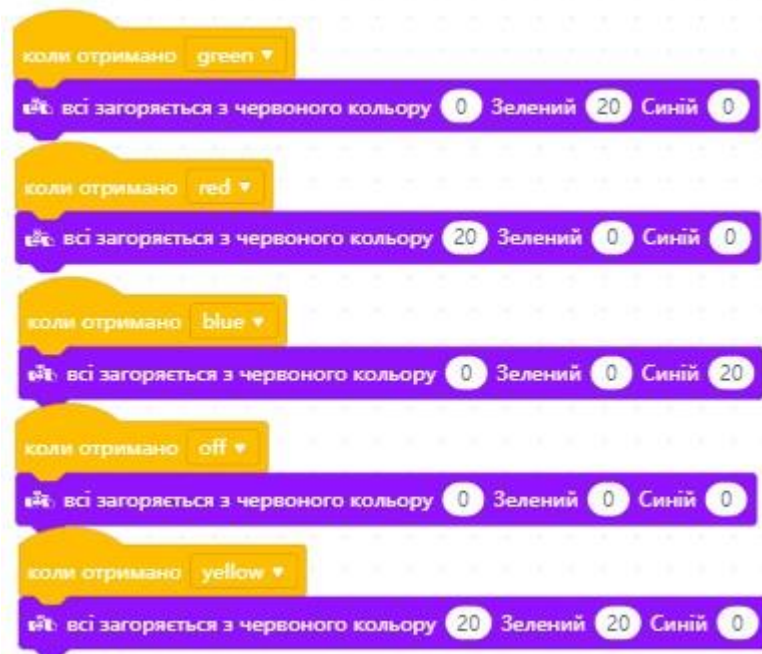 коли отримано green
всі загоряється з червоного кольору 0 Зелений 20 Синій 0
коли отримано red
всі загоряється з червоного кольору 20 Зелений 0 Синій 0
коли отримано blue
всі загоряється з червоного кольору 0 Зелений 0 Синій 20
коли отримано off
всі загоряється з червоного кольору 0 Зелений 0 Синій 0
коли отримано yellow
всі загоряється з червоного кольору 20 Зелений 20 Синій 0